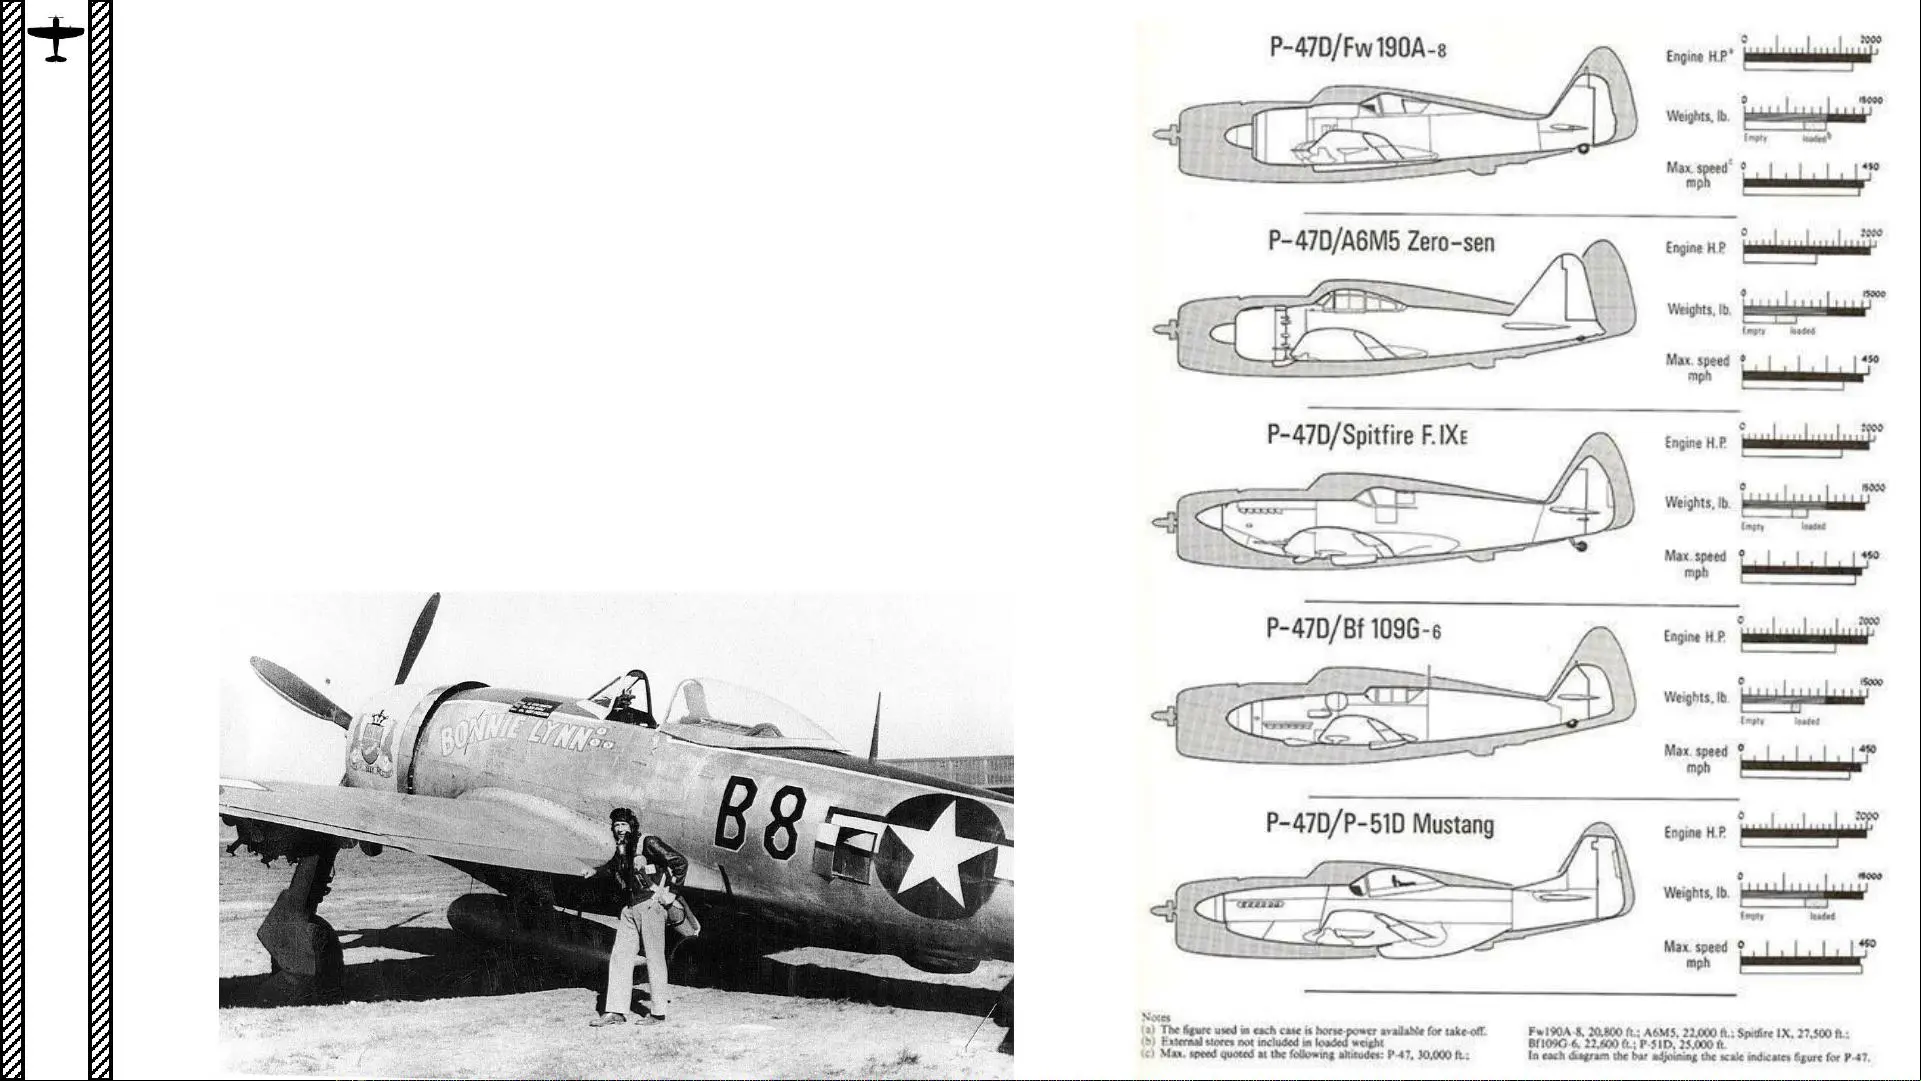 BONNIE LYNN
B8
P-47D/Fw 190A-8
Engine H.P.ᵃ
0 2000
Weights, lb.
0 15000
Empty loadedᵇ
Max. speedᶜ
mph
0 450
P-47D/A6M5 Zero-sen
Engine H.P.
0 2000
Weights, lb.
0 15000
Empty loaded
Max. speed
mph
0 450
P-47D/Spitfire F.IXE
Engine H.P.
0 2000
Weights, lb.
0 15000
Empty loaded
Max. speed
mph
0 450
P-47D/Bf 109G-6
Engine H.P.
0 2000
Weights, lb.
0 15000
Empty loaded
Max. speed
mph
0 450
P-47D/P-51D Mustang
Engine H.P.
0 2000
Weights, lb.
0 15000
Empty loaded
Max. speed
mph
0 450
Notes
(a) The figure used in each case is horse-power available for take-off.
(b) External stores not included in loaded weight
(c) Max. speed quoted at the following altitudes: P-47, 30,000 ft.;
Fw190A-8, 20,800 ft.; A6M5, 22,000 ft.; Spitfire IX, 27,500 ft.;
Bf109G-6, 22,600 ft.; P-51D, 25,000 ft.
In each diagram the bar adjoining the scale indicates figure for P-47.